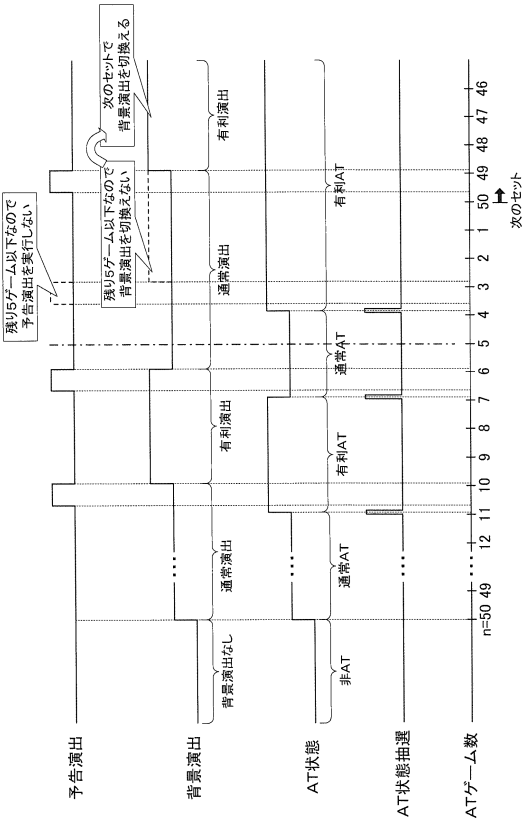 残り5ゲーム以下なので
予告演出を実行しない
残り5ゲーム以下なので
背景演出を切換えない
次のセットで
背景演出を切換える
予告演出
背景演出
背景演出なし
通常演出
有利演出
通常演出
有利演出
AT状態
非AT
通常AT
有利AT
通常AT
有利AT
AT状態抽選
ATゲーム数
n=50 49 ･･･ 12 11 10 9 8 7 6 5 4 3 2 1 50 49 48 47 46
次のセット